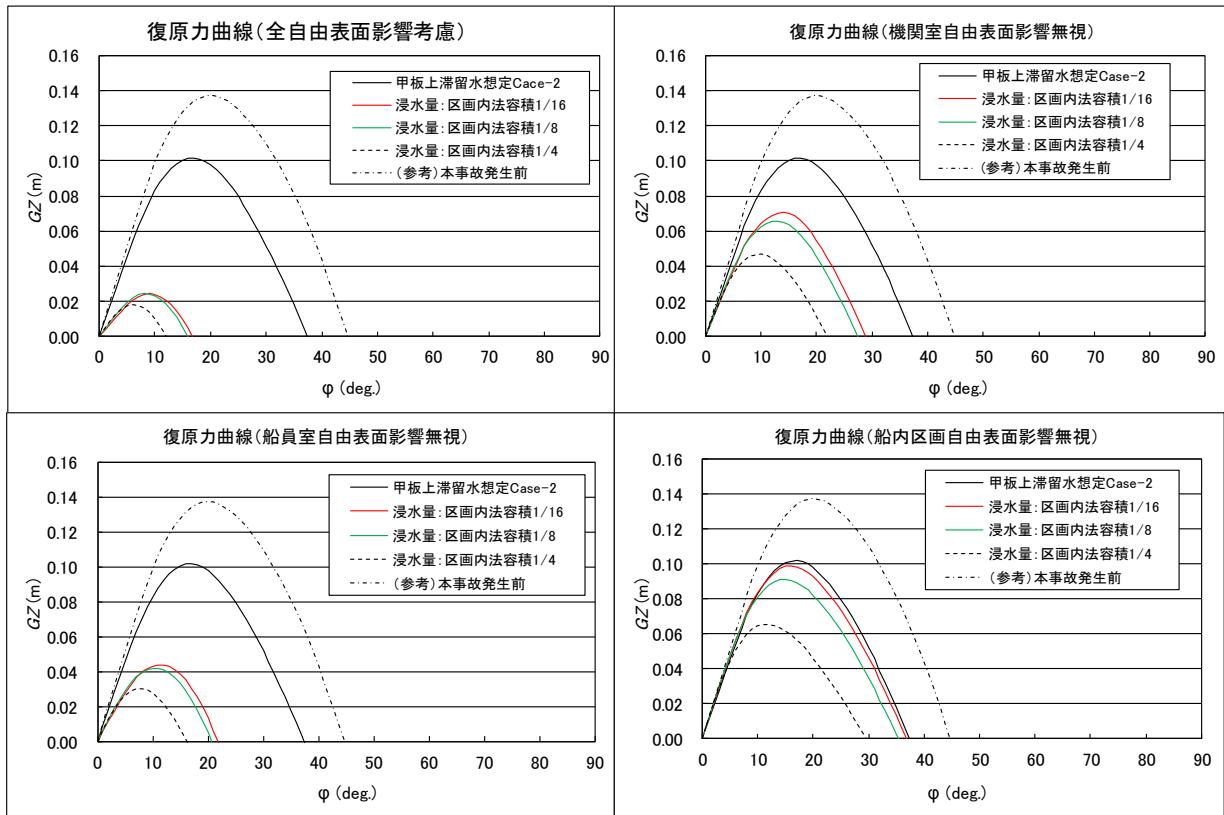 復原力曲線(全自由表面影響考慮)
0.16
0.14
0.12
0.10
0.08
0.06
0.04
0.02
0.00
GZ(m)
甲板上滞留水想定Cace-2
浸水量:区画内法容積1/16
浸水量:区画内法容積1/8
浸水量:区画内法容積1/4
(参考)本事故発生前
0 10 20 30 40 50 60 70 80 90
φ (deg.)
復原力曲線(機関室自由表面影響無視)
0.16
0.14
0.12
0.10
0.08
0.06
0.04
0.02
0.00
GZ(m)
甲板上滞留水想定Case-2
浸水量:区画内法容積1/16
浸水量:区画内法容積1/8
浸水量:区画内法容積1/4
(参考)本事故発生前
0 10 20 30 40 50 60 70 80 90
φ (deg.)
復原力曲線(船員室自由表面影響無視)
0.16
0.14
0.12
0.10
0.08
0.06
0.04
0.02
0.00
GZ(m)
甲板上滞留水想定Case-2
浸水量:区画内法容積1/16
浸水量:区画内法容積1/8
浸水量:区画内法容積1/4
(参考)本事故発生前
0 10 20 30 40 50 60 70 80 90
φ (deg.)
復原力曲線(船内区画自由表面影響無視)
0.16
0.14
0.12
0.10
0.08
0.06
0.04
0.02
0.00
GZ(m)
甲板上滞留水想定Case-2
浸水量:区画内法容積1/16
浸水量:区画内法容積1/8
浸水量:区画内法容積1/4
(参考)本事故発生前
0 10 20 30 40 50 60 70 80 90
φ (deg.)